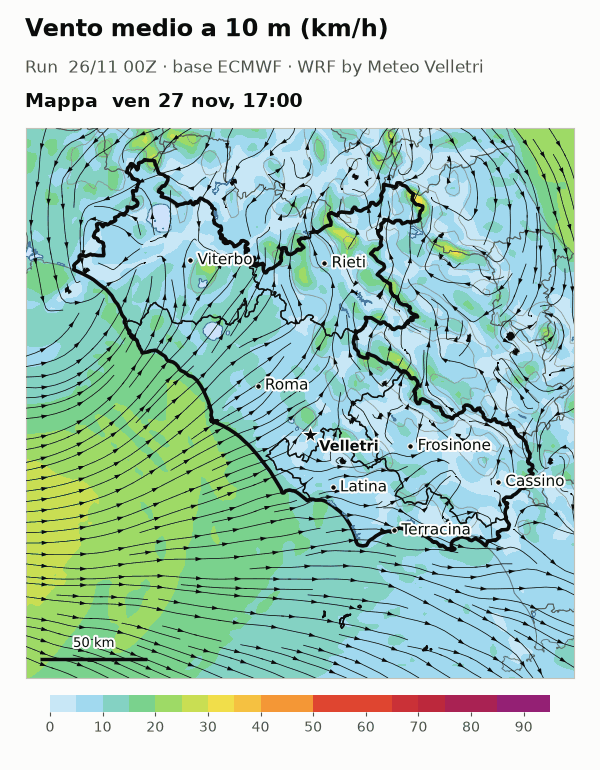 Vento medio a 10 m (km/h)
Run  26/11 00Z · base ECMWF · WRF by Meteo Velletri
Mappa  ven 27 nov, 17:00
Viterbo
Rieti
Roma
Velletri
Frosinone
Latina
Cassino
Terracina
50 km
0 10 20 30 40 50 60 70 80 90